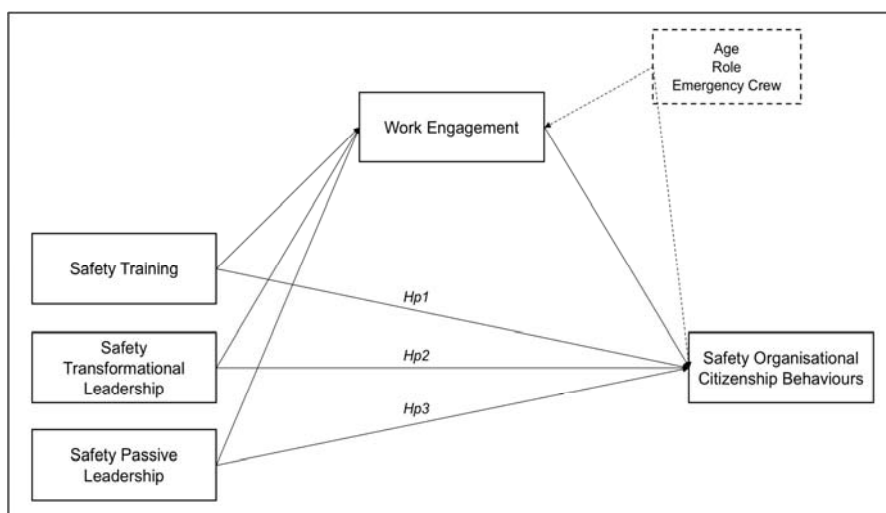 Age
Role
Emergency Crew
Work Engagement
Safety Training
Hp1
Safety
Transformational
Leadership
Hp2
Safety Organisational
Citizenship Behaviours
Hp3
Safety Passive
Leadership